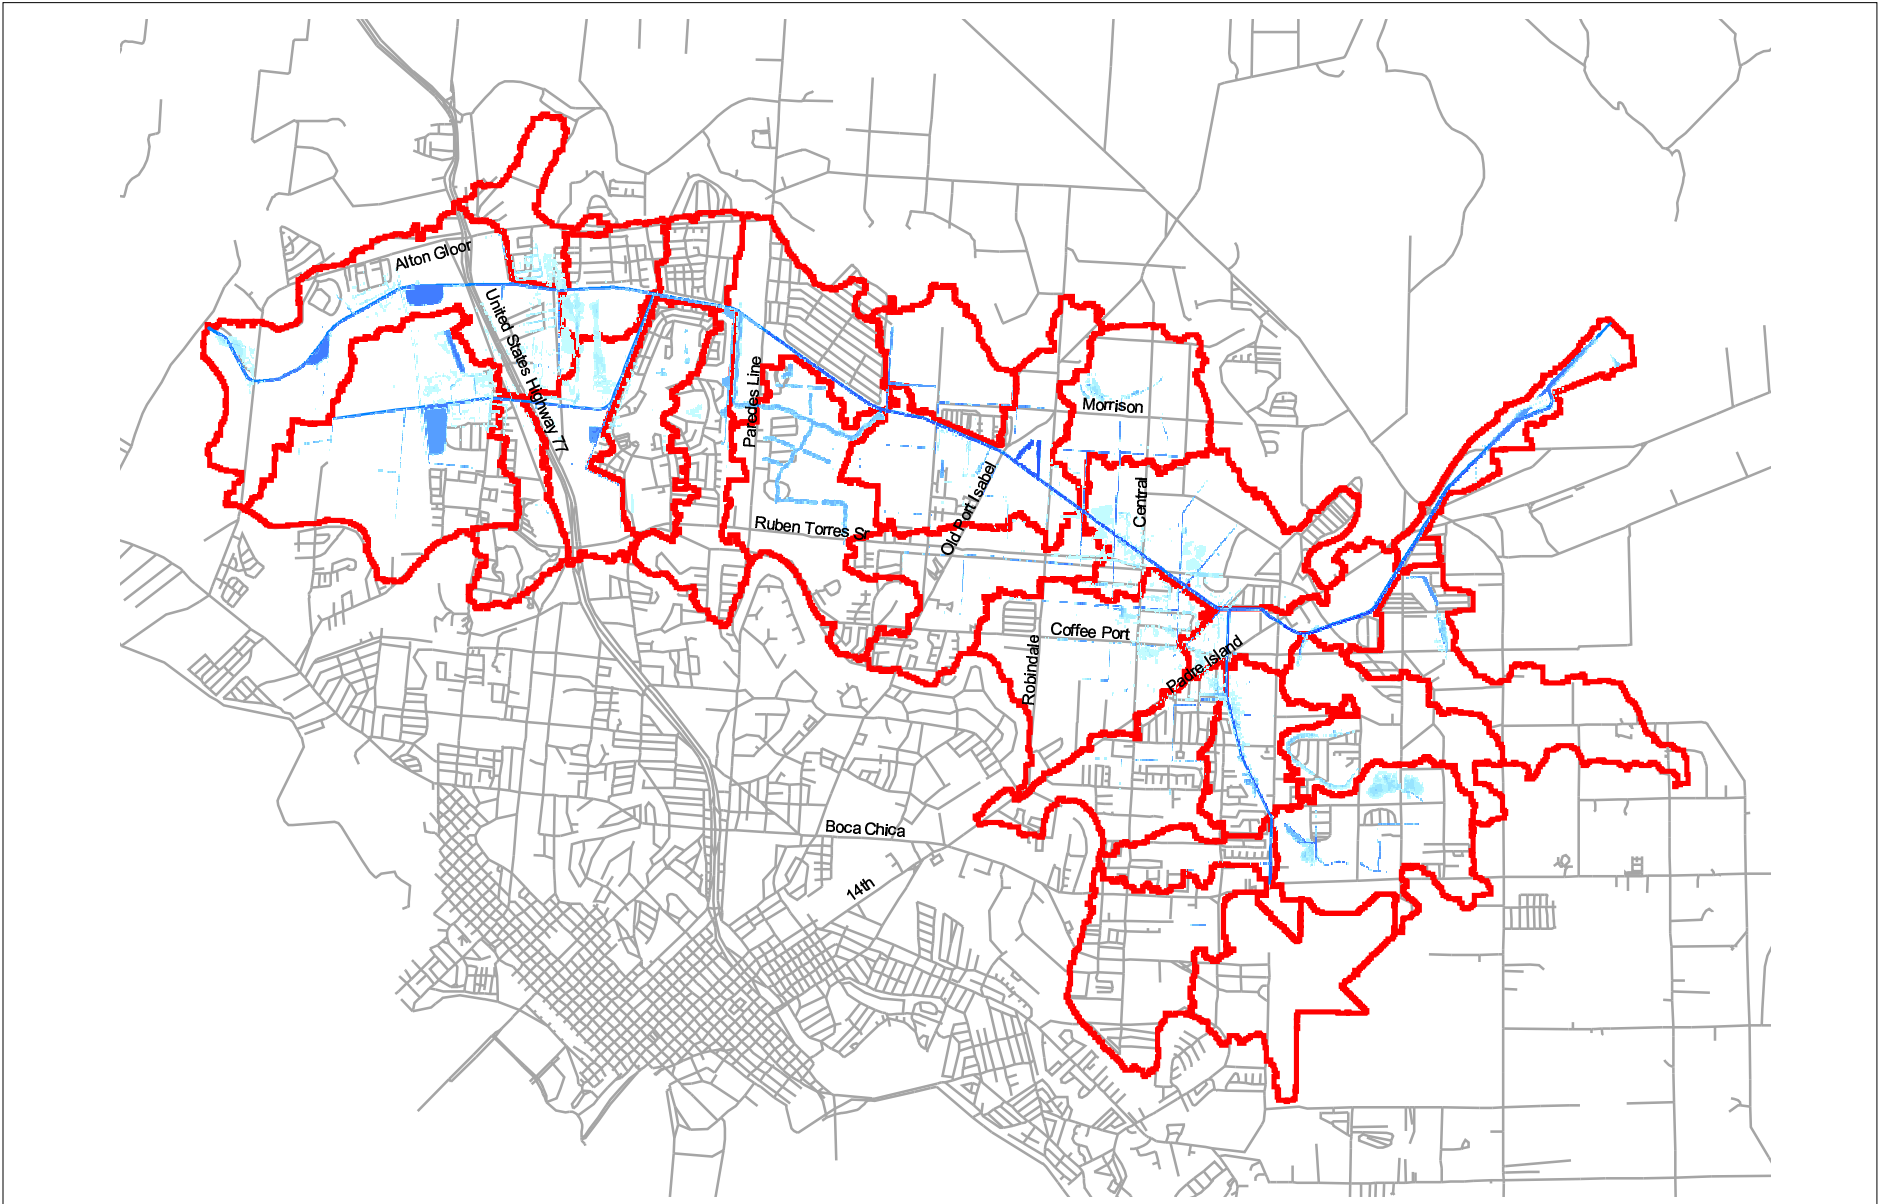 Alton Gloor
United States Highway 77
Paredes Line
Morrison
Old Port Isabel
Central
Ruben Torres S
Coffee Port
Robindale
Padre Island
Boca Chica
14th